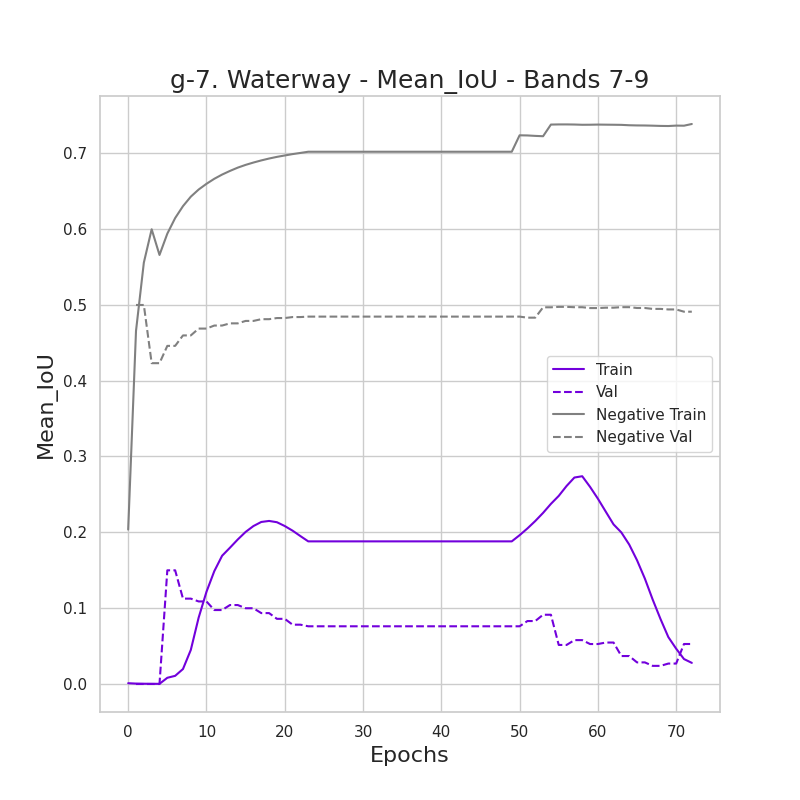 g-7. Waterway - Mean_IoU - Bands 7-9
Mean_IoU
0.7
0.6
0.5
0.4
0.3
0.2
0.1
0.0
Train
Val
Negative Train
Negative Val
0 10 20 30 40 50 60 70
Epochs